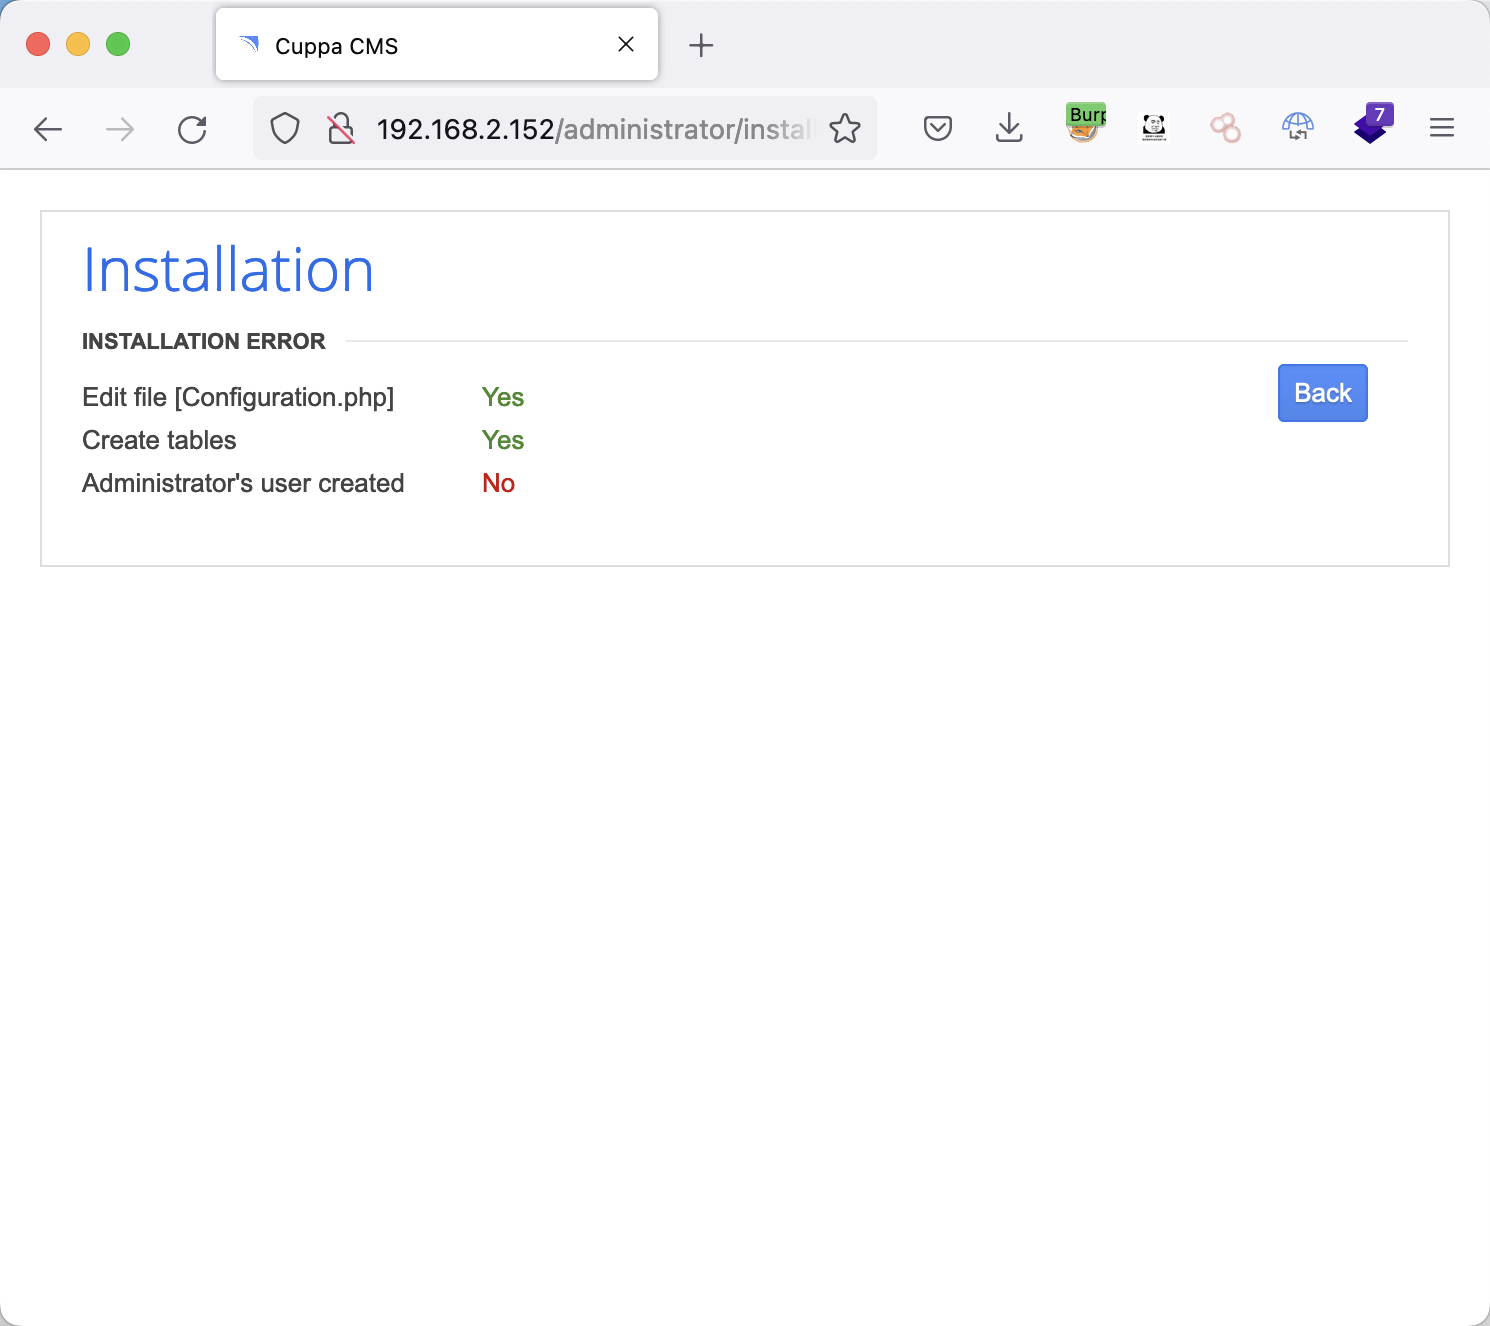 Cuppa CMS
192.168.2.152/administrator/instal
Burp
7
Installation
INSTALLATION ERROR
Edit file [Configuration.php] Yes
Back
Create tables Yes
Administrator's user created No